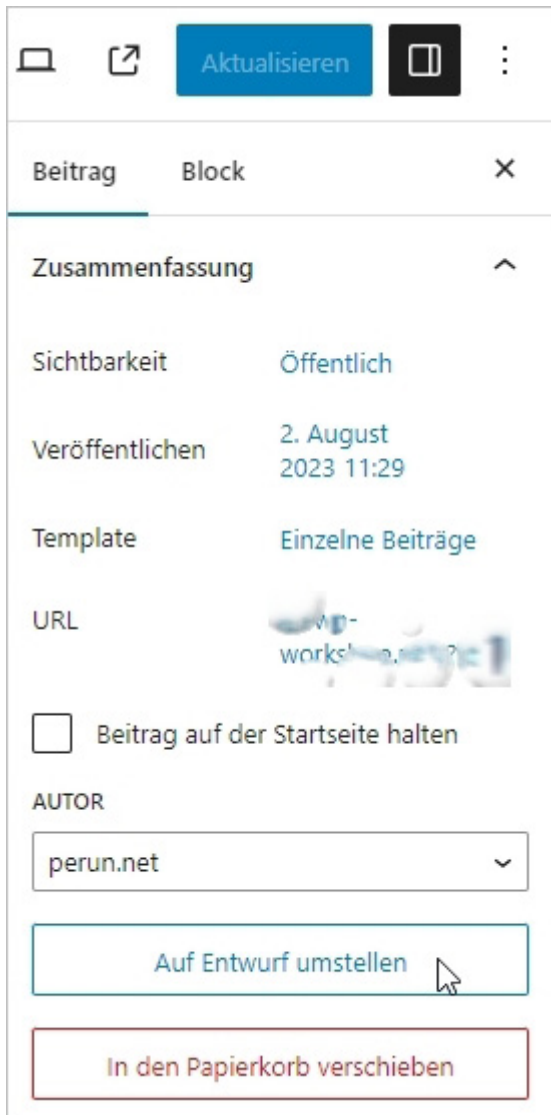 Aktualisieren
Beitrag Block
Zusammenfassung
Sichtbarkeit Öffentlich
Veröffentlichen 2. August
2023 11:29
Template Einzelne Beiträge
URL
Beitrag auf der Startseite halten
AUTOR
perun.net
Auf Entwurf umstellen
In den Papierkorb verschieben